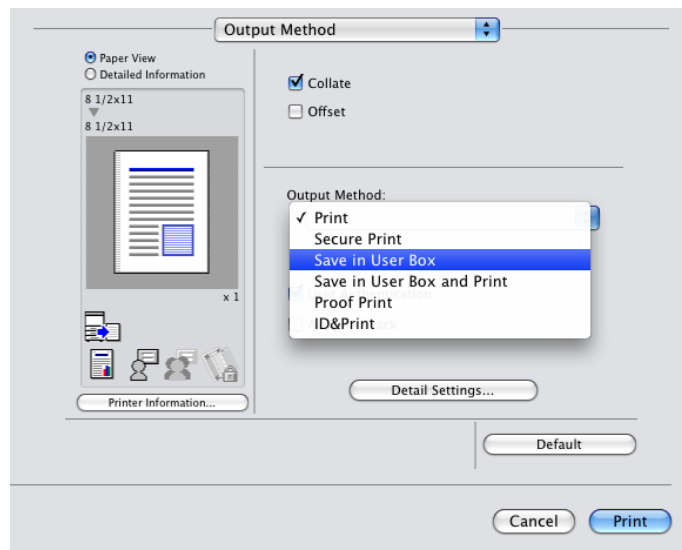 Output Method
Paper View
Detailed Information
8 1/2x11
8 1/2x11
x 1
Printer Information...
Collate
Offset
Output Method:
✓ Print
Secure Print
Save in User Box
Save in User Box and Print
Proof Print
ID&Print
Detail Settings...
Default
Cancel
Print